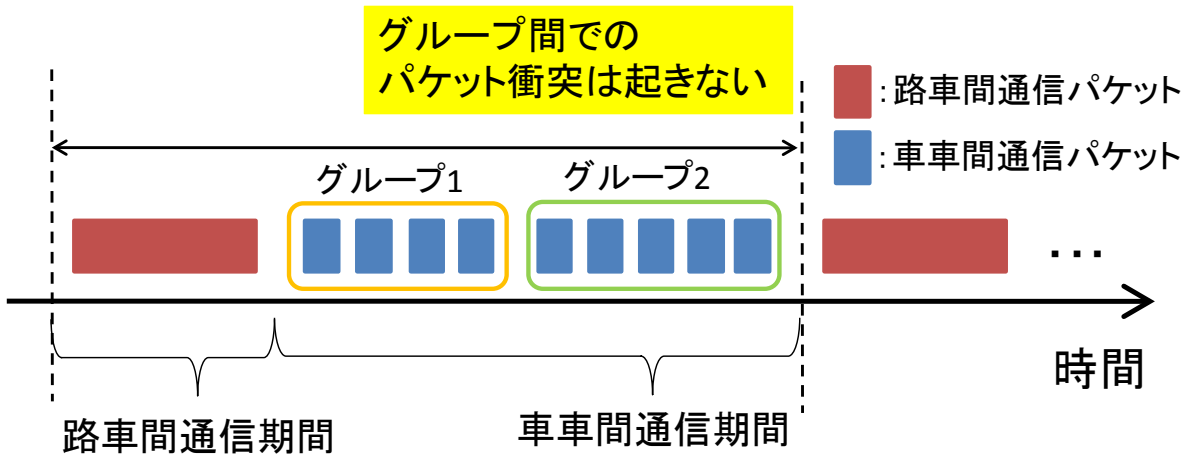 グループ間での
パケット衝突は起きない
:路車間通信パケット
:車車間通信パケット
グループ1
グループ2
...
時間
路車間通信期間
車車間通信期間